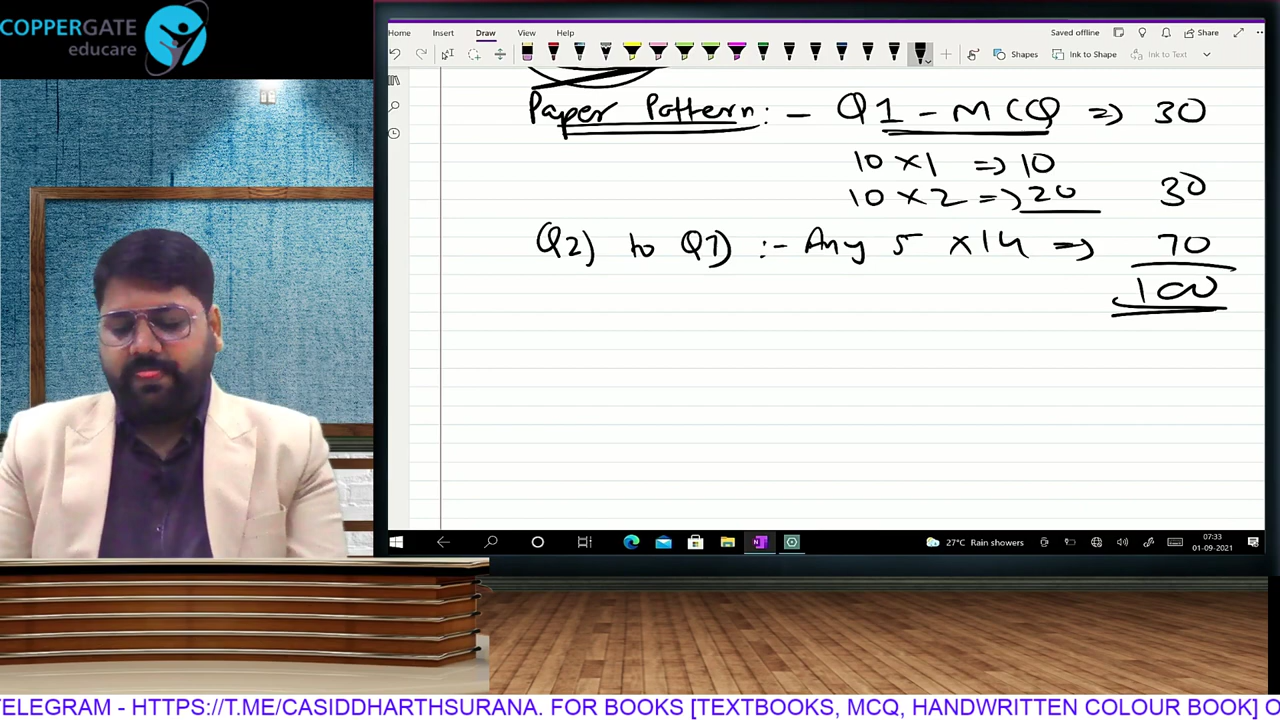 COPPERGATE
educare
Home Insert Draw View Help Saved offline Share
Shapes Ink to Shape Ink to Text
Paper Pattern :- Q1 - MCQ => 30
10 x 1 => 10
10 x 2 => 20 30
Q2) to Q7) :- Any 5 x 14 => 70
100
27°C Rain showers 07:33
01-09-2021
TELEGRAM - HTTPS://T.ME/CASIDDHARTHSURANA. FOR BOOKS [TEXTBOOKS, MCQ, HANDWRITTEN COLOUR BOOK] O